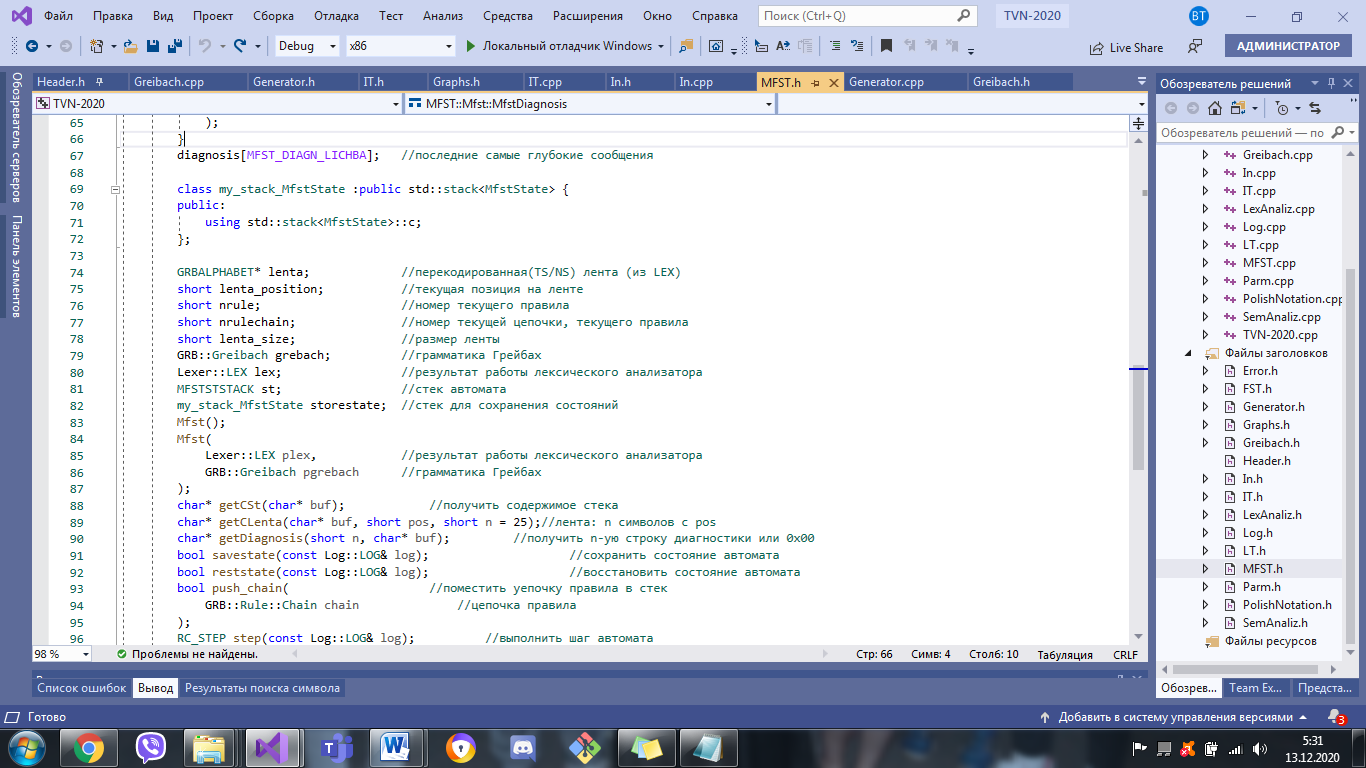 Файл Правка Вид Проект Сборка Отладка Тест Анализ Средства Расширения Окно Справка Поиск (Ctrl+Q) TVN-2020 ВТ
Debug x86 Локальный отладчик Windows Live Share АДМИНИСТРАТОР
Header.h Greibach.cpp Generator.h IT.h Graphs.h IT.cpp In.h In.cpp MFST.h Generator.cpp Greibach.h
TVN-2020 MFST::Mfst::MfstDiagnosis
Обозреватель серверов
Панель элементов
65 );
66 }
67 diagnosis[MFST_DIAGN_LICHBA]; //последние самые глубокие сообщения
68
69 class my_stack_MfstState :public std::stack<MfstState> {
70 public:
71 using std::stack<MfstState>::c;
72 };
73
74 GRBALPHABET* lenta; //перекодированная(TS/NS) лента (из LEX)
75 short lenta_position; //текущая позиция на ленте
76 short nrule; //номер текущего правила
77 short nrulechain; //номер текущей цепочки, текущего правила
78 short lenta_size; //размер ленты
79 GRB::Greibach grebach; //грамматика Грейбах
80 Lexer::LEX lex; //результат работы лексического анализатора
81 MFSTSTSTACK st; //стек автомата
82 my_stack_MfstState storestate; //стек для сохранения состояний
83 Mfst();
84 Mfst(
85 Lexer::LEX plex, //результат работы лексического анализатора
86 GRB::Greibach pgrebach //грамматика Грейбах
87 );
88 char* getCSt(char* buf); //получить содержимое стека
89 char* getCLenta(char* buf, short pos, short n = 25);//лента: n символов с pos
90 char* getDiagnosis(short n, char* buf); //получить n-ую строку диагностики или 0x00
91 bool savestate(const Log::LOG& log); //сохранить состояние автомата
92 bool reststate(const Log::LOG& log); //восстановить состояние автомата
93 bool push_chain( //поместить уепочку правила в стек
94 GRB::Rule::Chain chain //цепочка правила
95 );
96 RC_STEP step(const Log::LOG& log); //выполнить шаг автомата
98 % Проблемы не найдены. Стр: 66 Симв: 4 Столб: 10 Табуляция CRLF
Список ошибок Вывод Результаты поиска символа
Обозреватель решений
Обозреватель решений — по
Greibach.cpp
In.cpp
IT.cpp
LexAnaliz.cpp
Log.cpp
LT.cpp
MFST.cpp
Parm.cpp
PolishNotation.cpp
SemAnaliz.cpp
TVN-2020.cpp
Файлы заголовков
Error.h
FST.h
Generator.h
Graphs.h
Greibach.h
Header.h
In.h
IT.h
LexAnaliz.h
Log.h
LT.h
MFST.h
Parm.h
PolishNotation.h
SemAnaliz.h
Файлы ресурсов
Обозрев... Team Ex... Предста...
Готово Добавить в систему управления версиями 3
5:31
13.12.2020